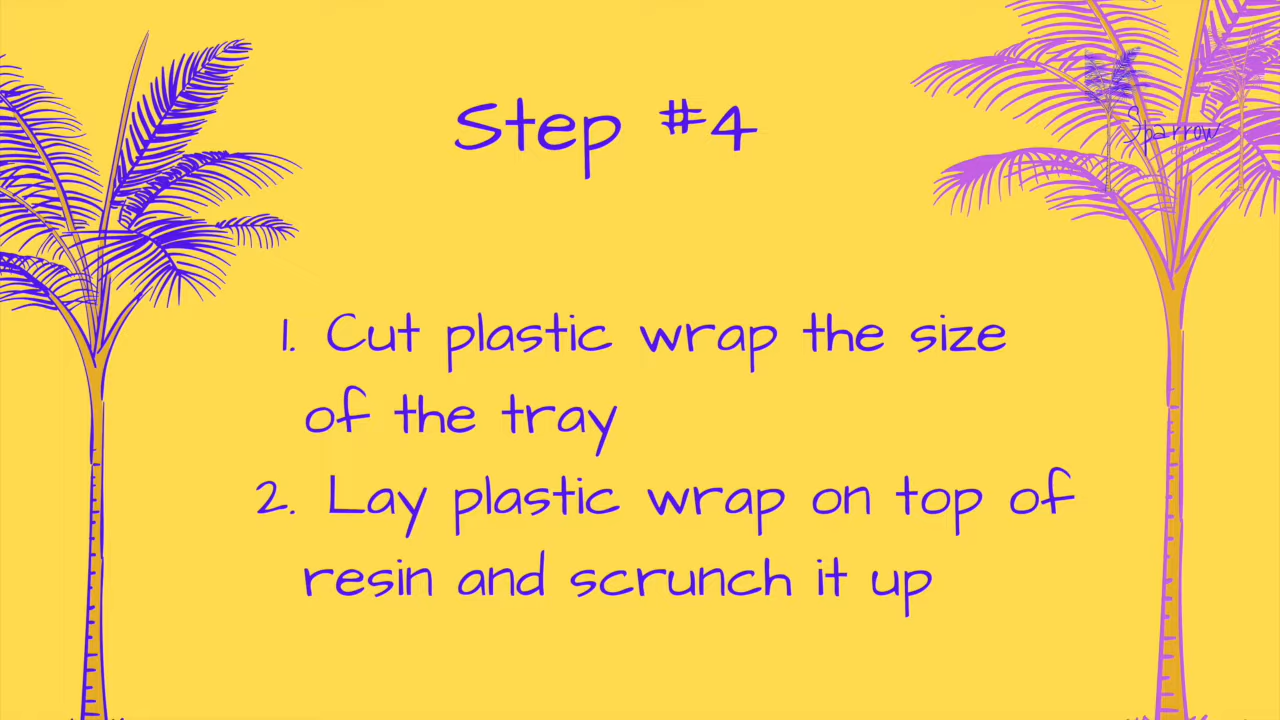 Step #4
Sparrow
1. Cut plastic wrap the size
of the tray
2. Lay plastic wrap on top of
resin and scrunch it up